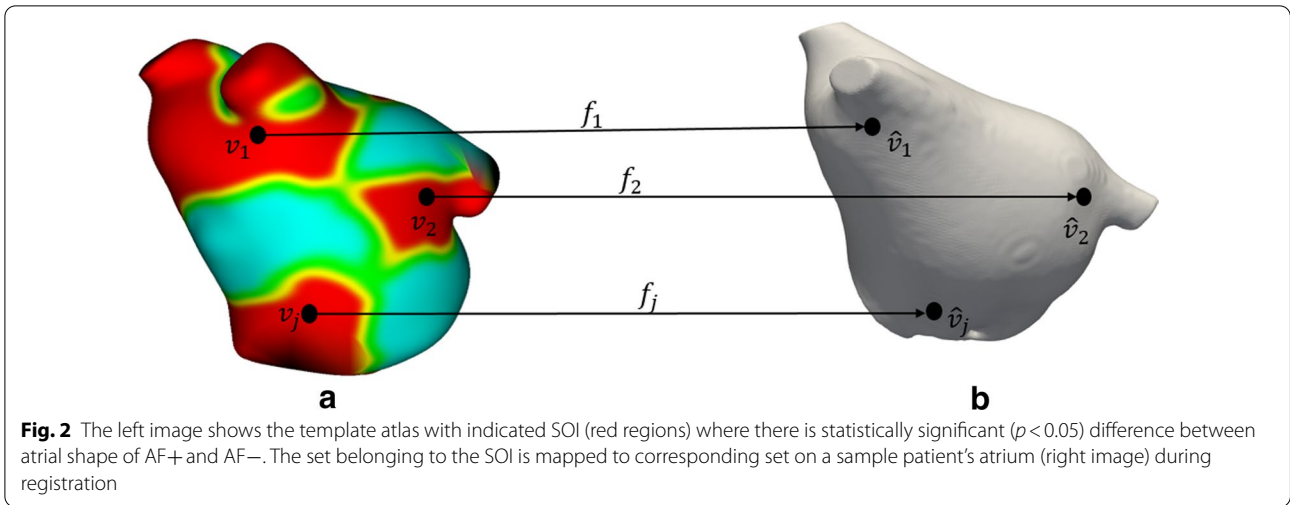 f₁
v₁
v̂₁
f₂
v₂
v̂₂
fⱼ
vⱼ
v̂ⱼ
a
b
Fig. 2 The left image shows the template atlas with indicated SOI (red regions) where there is statistically significant (p < 0.05) difference between
atrial shape of AF+ and AF−. The set belonging to the SOI is mapped to corresponding set on a sample patient's atrium (right image) during
registration